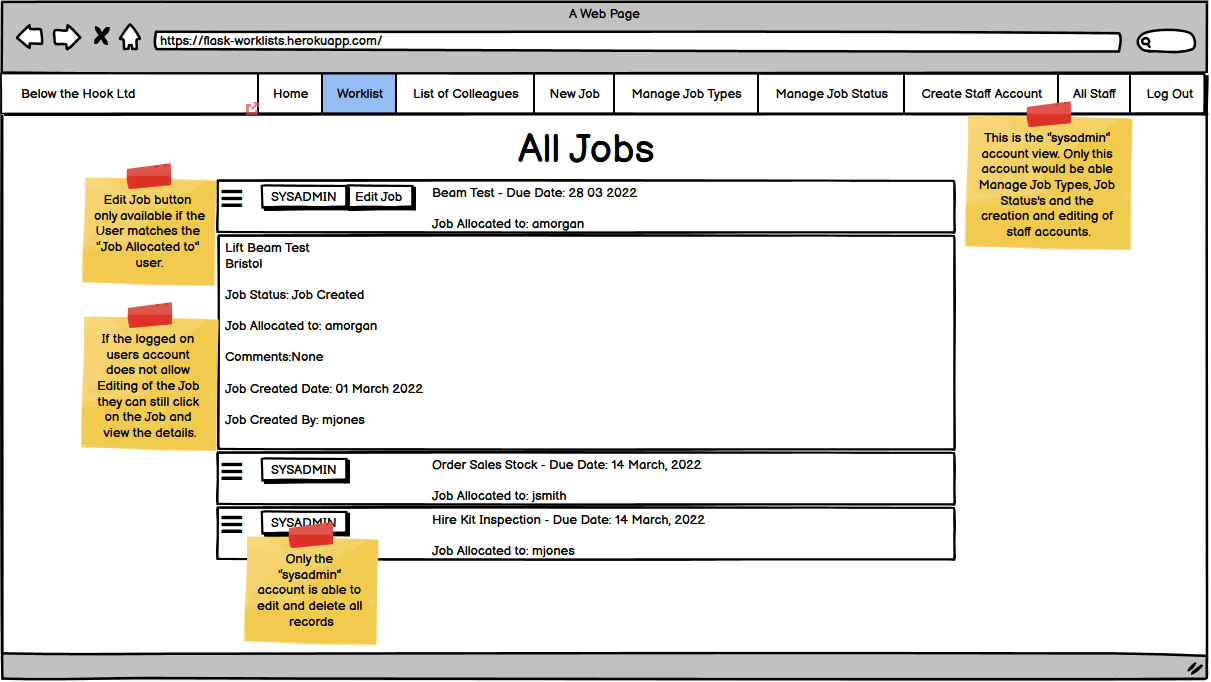 A Web Page
https://flask-worklists.herokuapp.com/
Below the Hook Ltd
Home
Worklist
List of Colleagues
New Job
Manage Job Types
Manage Job Status
Create Staff Account
All Staff
Log Out
All Jobs
This is the "sysadmin"
account view. Only this
account would be able
Manage Job Types, Job
Status's and the
creation and editing of
staff accounts.
Edit Job button
only available if the
User matches the
"Job Allocated to"
user.
SYSADMIN
Edit Job
Beam Test - Due Date: 28 03 2022
Job Allocated to: amorgan
Lift Beam Test
Bristol
Job Status: Job Created
Job Allocated to: amorgan
Comments:None
Job Created Date: 01 March 2022
Job Created By: mjones
If the logged on
users account
does not allow
Editing of the Job
they can still click
on the Job and
view the details.
SYSADMIN
Order Sales Stock - Due Date: 14 March, 2022
Job Allocated to: jsmith
SYSADMIN
Hire Kit Inspection - Due Date: 14 March, 2022
Job Allocated to: mjones
Only the
"sysadmin"
account is able to
edit and delete all
records